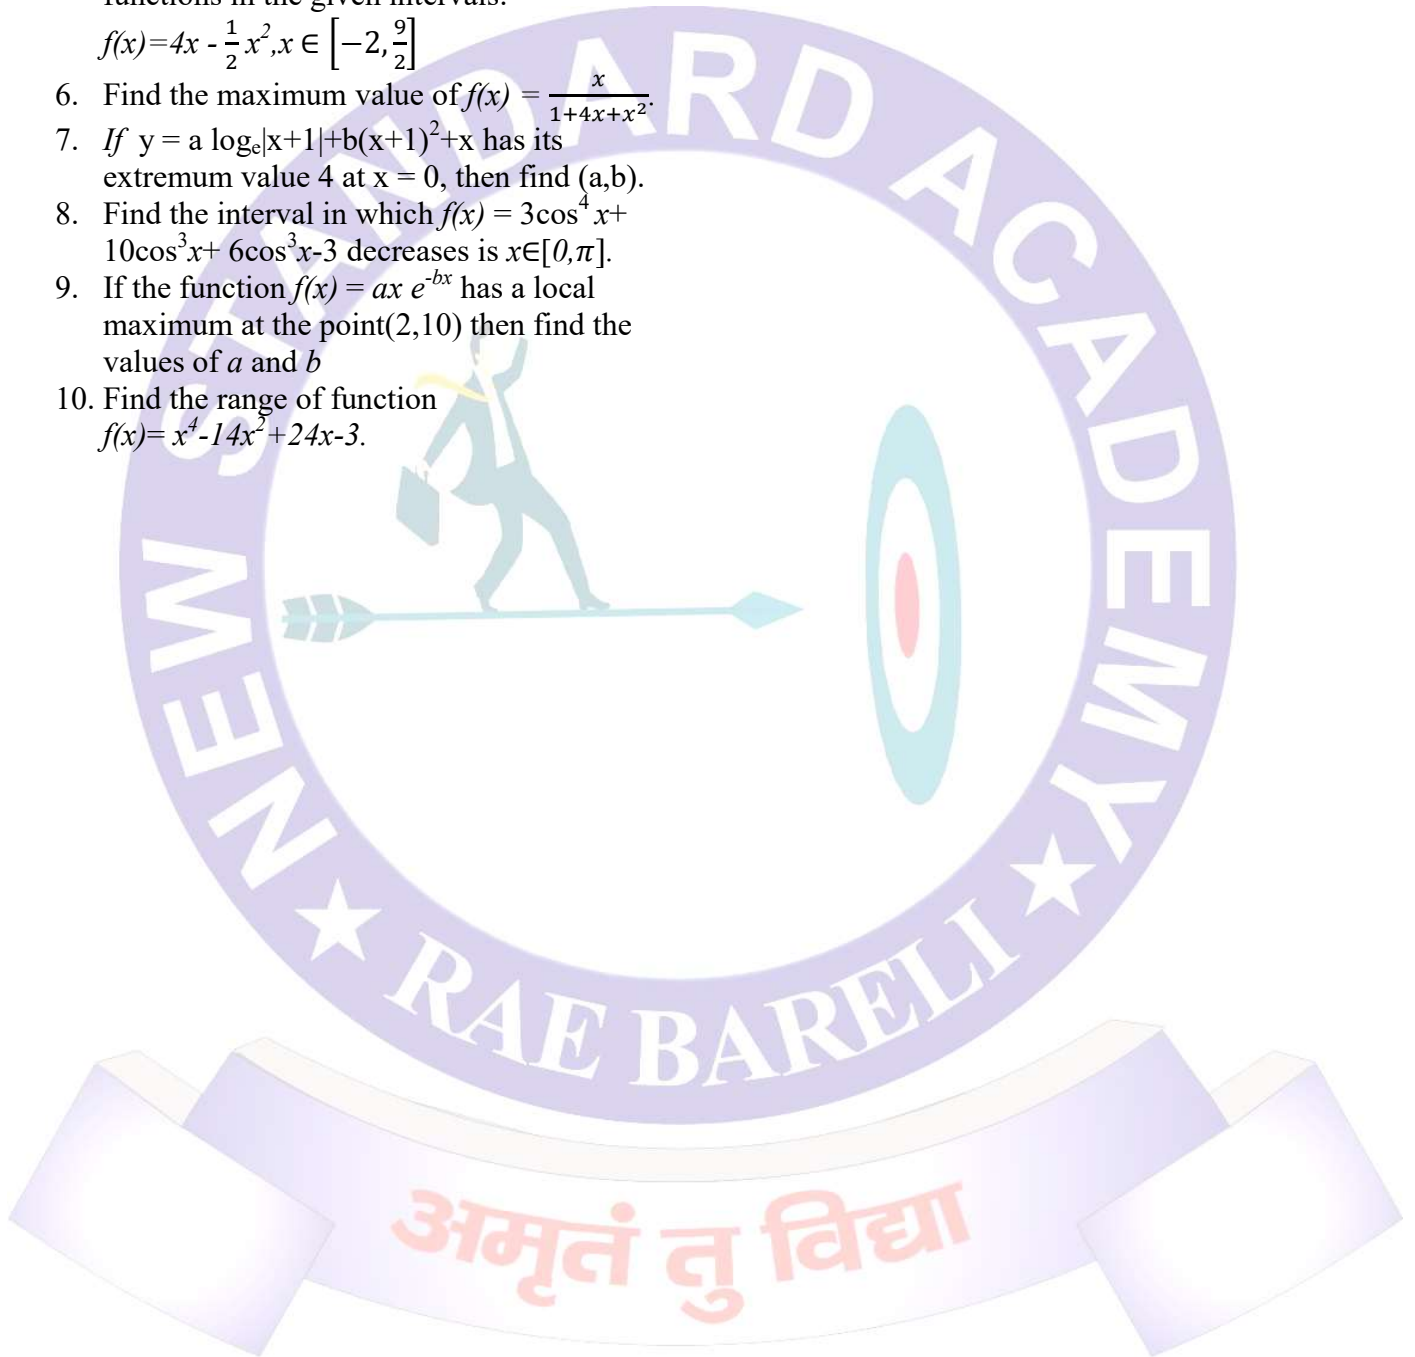 functions in the given intervals.
f(x)=4x - 1/2 x²,x ∈ [−2, 9/2]
6. Find the maximum value of f(x) = x/(1+4x+x²).
7. If y = a logₑ|x+1|+b(x+1)²+x has its
extremum value 4 at x = 0, then find (a,b).
8. Find the interval in which f(x) = 3cos⁴ x+
10cos³x+ 6cos³x-3 decreases is x∈[0,π].
9. If the function f(x) = ax e⁻ᵇˣ has a local
maximum at the point(2,10) then find the
values of a and b
10. Find the range of function
f(x)= x⁴-14x²+24x-3.
NEW STANDARD ACADEMY
RAE BARELI
अमृतं तु विद्या